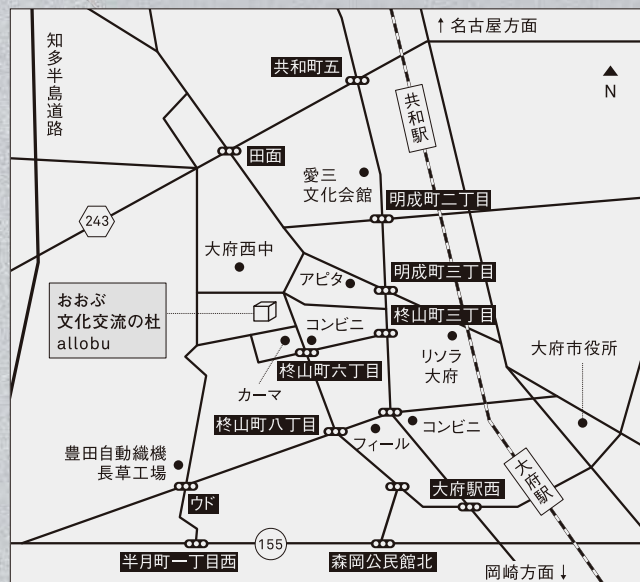 ↑名古屋方面
知多半島道路
共和町五
共和駅
N
田面
愛三
文化会館
明成町二丁目
243
大府西中
アピタ
明成町三丁目
おおぶ
文化交流の杜
allobu
コンビニ
柊山町三丁目
リソラ
大府
大府市役所
柊山町六丁目
カーマ
柊山町八丁目
フィール
コンビニ
豊田自動織機
長草工場
ウド
大府駅西
大府駅
半月町一丁目西
155
森岡公民館北
岡崎方面↓